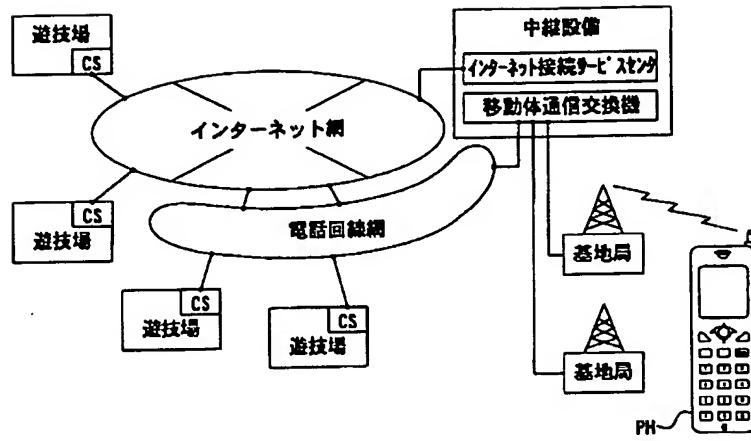 遊技場
CS
中継設備
インターネット接続サービスセンタ
移動体通信交換機
インターネット網
CS
遊技場
電話回線網
基地局
CS
遊技場
CS
遊技場
基地局
PH